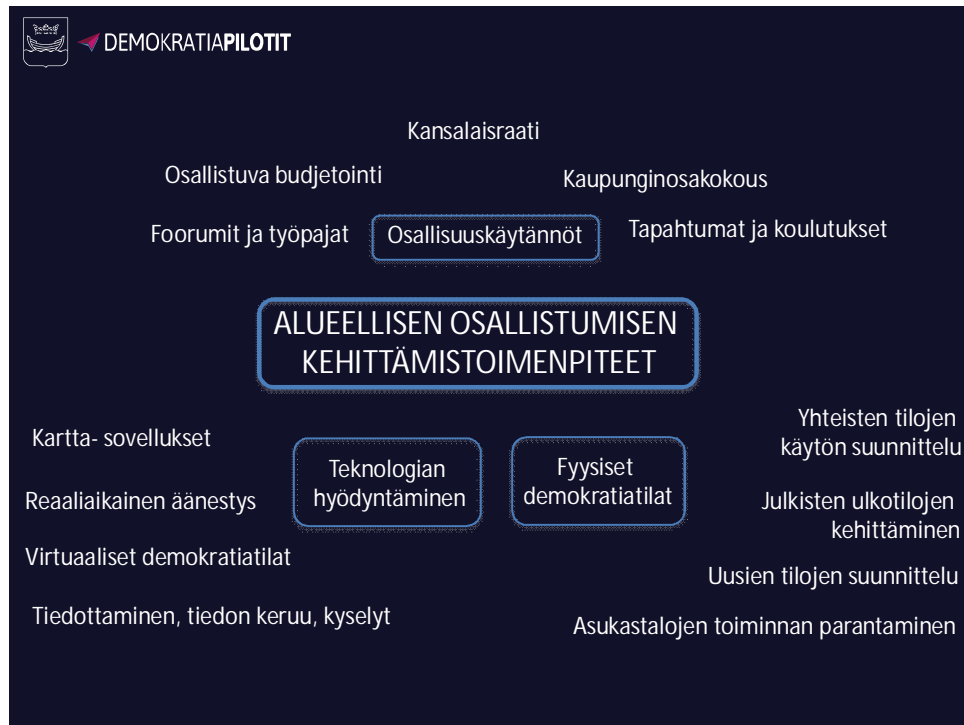 DEMOKRATIAPILOTIT
Kansalaisraati
Osallistuva budjetointi
Kaupunginosakokous
Foorumit ja työpajat
Osallisuuskäytännöt
Tapahtumat ja koulutukset
ALUEELLISEN OSALLISTUMISEN
KEHITTÄMISTOIMENPITEET
Kartta- sovellukset
Reaaliaikainen äänestys
Virtuaaliset demokratiatilat
Tiedottaminen, tiedon keruu, kyselyt
Teknologian
hyödyntäminen
Fyysiset
demokratiatilat
Yhteisten tilojen
käytön suunnittelu
Julkisten ulkotilojen
kehittäminen
Uusien tilojen suunnittelu
Asukastalojen toiminnan parantaminen